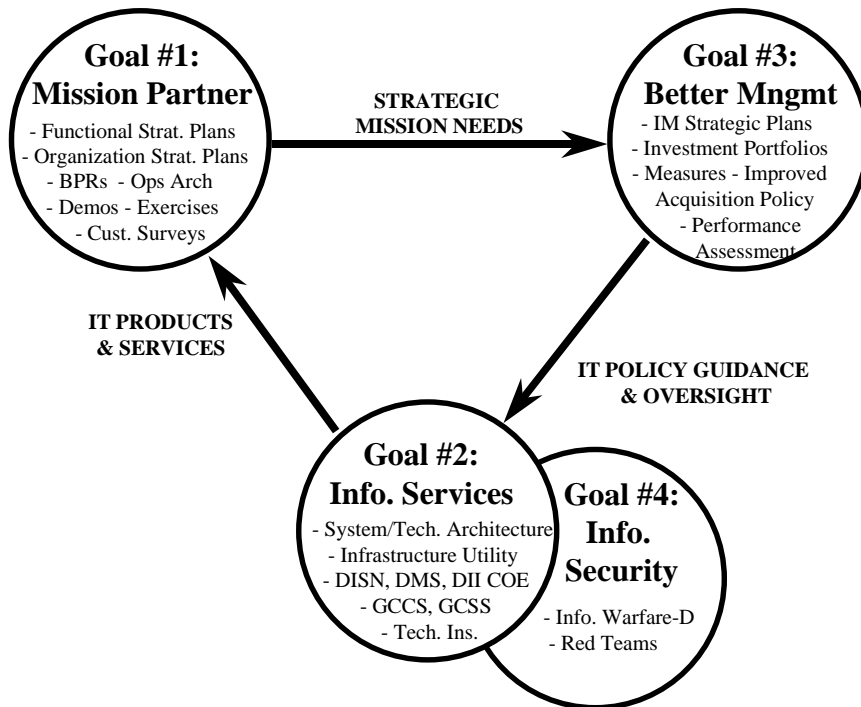 Goal #1:
Mission Partner
- Functional Strat. Plans
- Organization Strat. Plans
- BPRs - Ops Arch
- Demos - Exercises
- Cust. Surveys
STRATEGIC
MISSION NEEDS
Goal #3:
Better Mngmt
- IM Strategic Plans
- Investment Portfolios
- Measures - Improved
Acquisition Policy
- Performance
Assessment
IT PRODUCTS
& SERVICES
IT POLICY GUIDANCE
& OVERSIGHT
Goal #2:
Info. Services
- System/Tech. Architecture
- Infrastructure Utility
- DISN, DMS, DII COE
- GCCS, GCSS
- Tech. Ins.
Goal #4:
Info.
Security
- Info. Warfare-D
- Red Teams